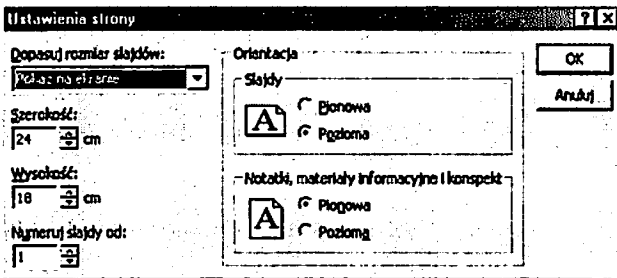 Ustawienia strony
Dopasuj rozmiar slajdów:
Pokaz na ekranie
Szerokość:
24 cm
Wysokość:
18 cm
Numeruj slajdy od:
1
Orientacja
Slajdy
A
Pionowa
Pozioma
Notatki, materiały informacyjne i konspekt
A
Pionowa
Pozioma
OK
Anuluj